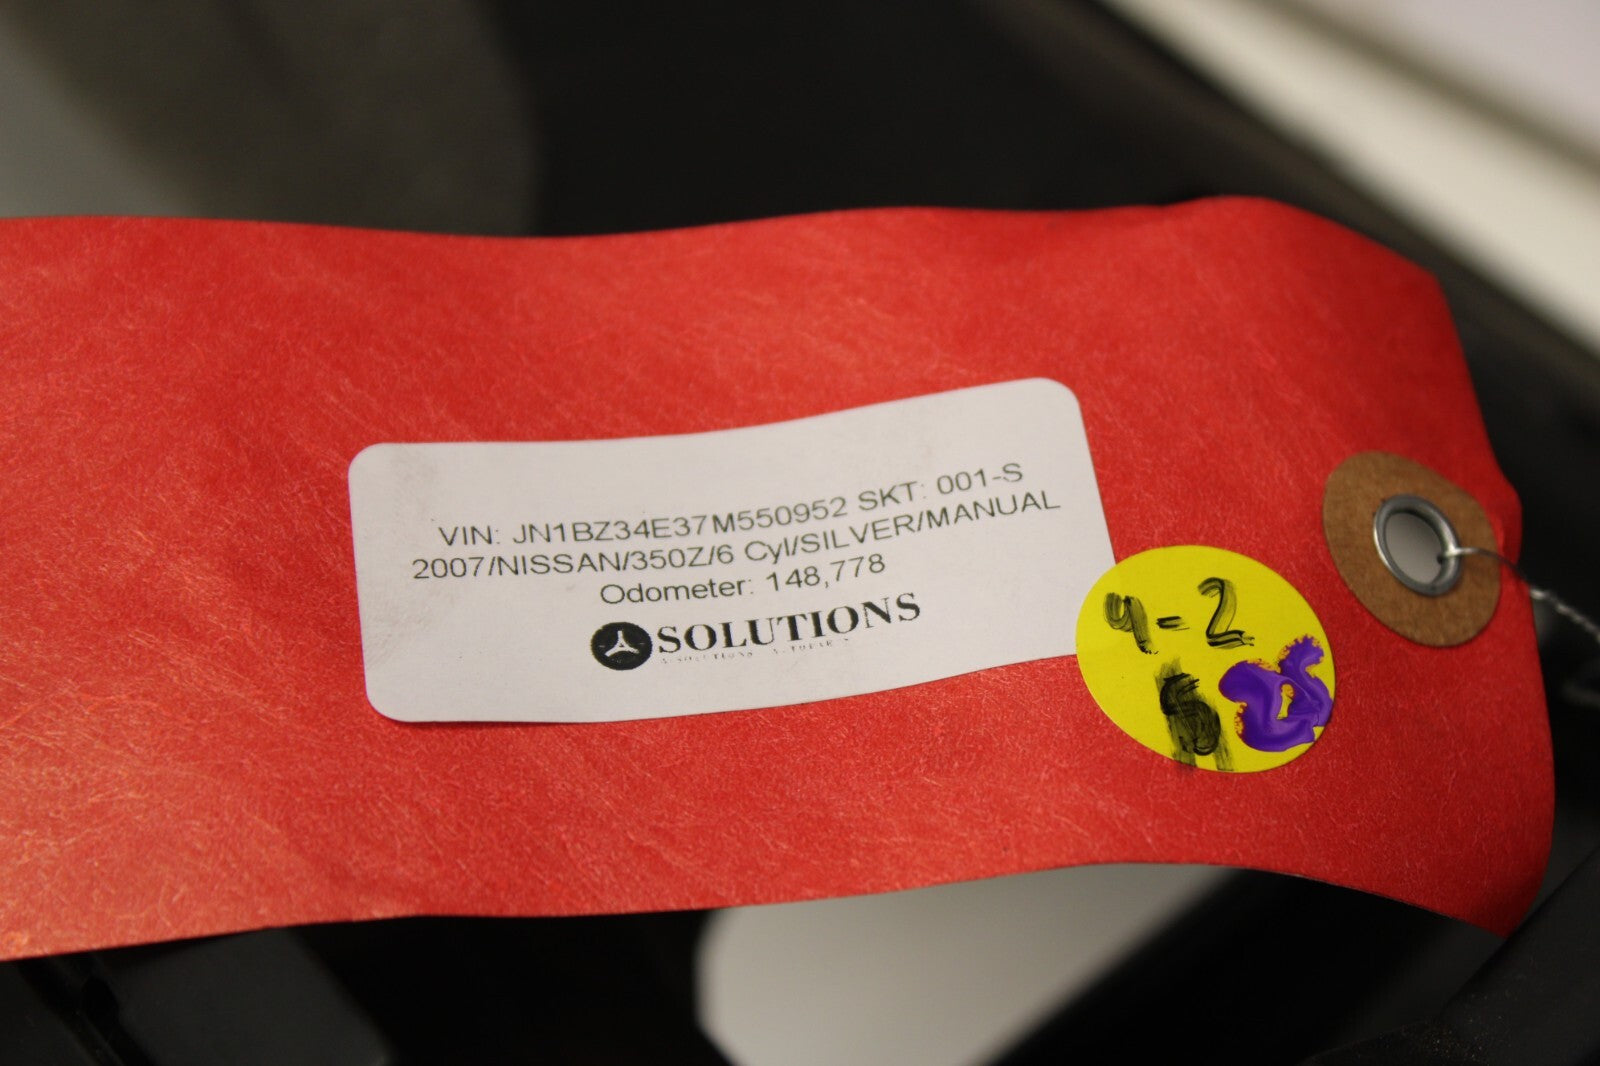 VIN: JN1BZ34E37M550952 SKT: 001-S
2007/NISSAN/350Z/6 Cyl/SILVER/MANUAL
Odometer: 148,778
SOLUTIONS
9-2